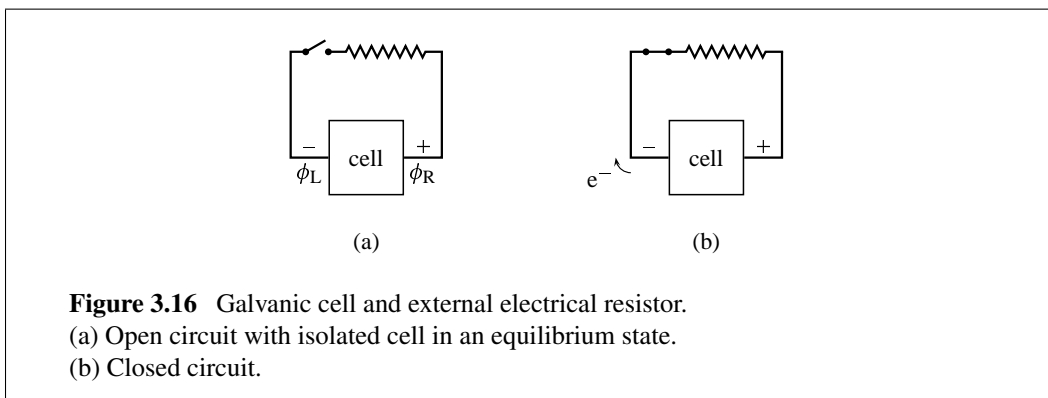 − cell +
ϕL ϕR
(a)
− cell +
e−
(b)
Figure 3.16 Galvanic cell and external electrical resistor.
(a) Open circuit with isolated cell in an equilibrium state.
(b) Closed circuit.